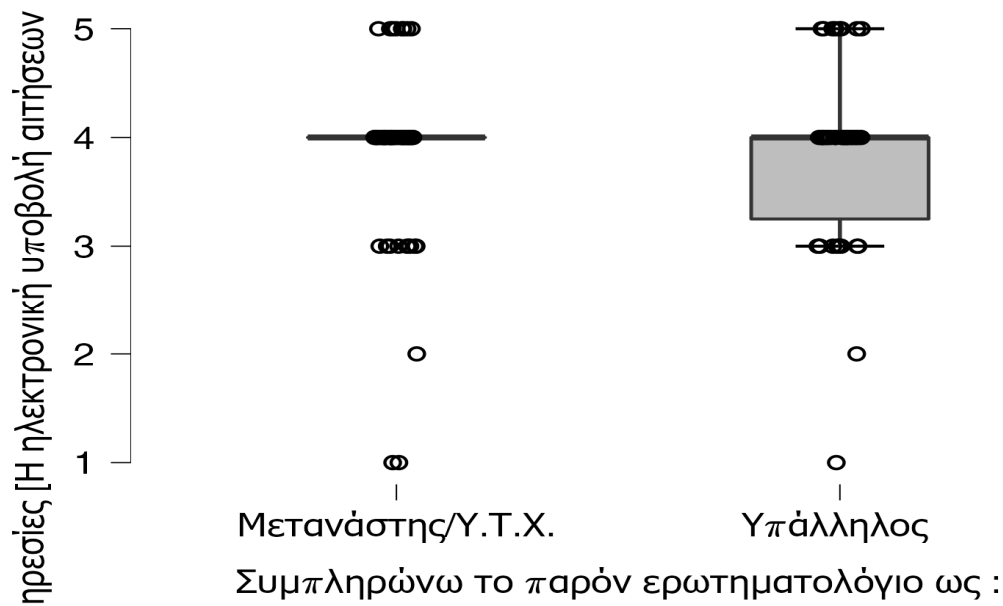 ηρεσίες [Η ηλεκτρονική υποβολή αιτήσεων
5
4
3
2
1
Μετανάστης/Υ.Τ.Χ.
Υπάλληλος
Συμπληρώνω το παρόν ερωτηματολόγιο ως :